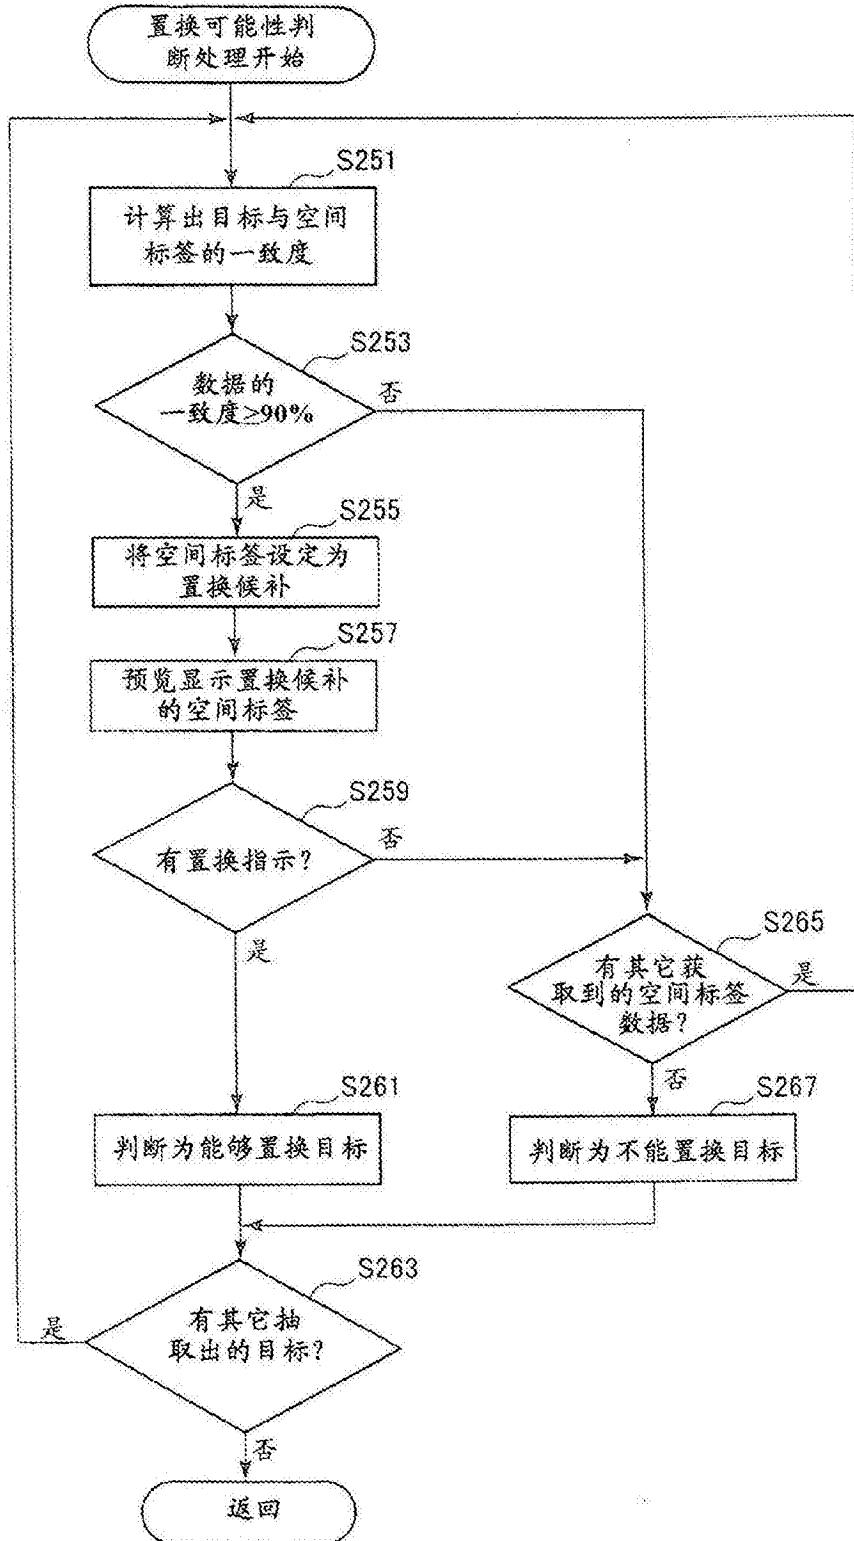 置换可能性判
断处理开始
S251
计算出目标与空间
标签的一致度
S253
数据的
一致度≥90%
否
是
S255
将空间标签设定为
置换候补
S257
预览显示置换候补
的空间标签
S259
有置换指示？
否
是
S265
有其它获
取到的空间标签
数据？
是
否
S261
判断为能够置换目标
S267
判断为不能置换目标
S263
有其它抽
取出的目标？
是
否
返回